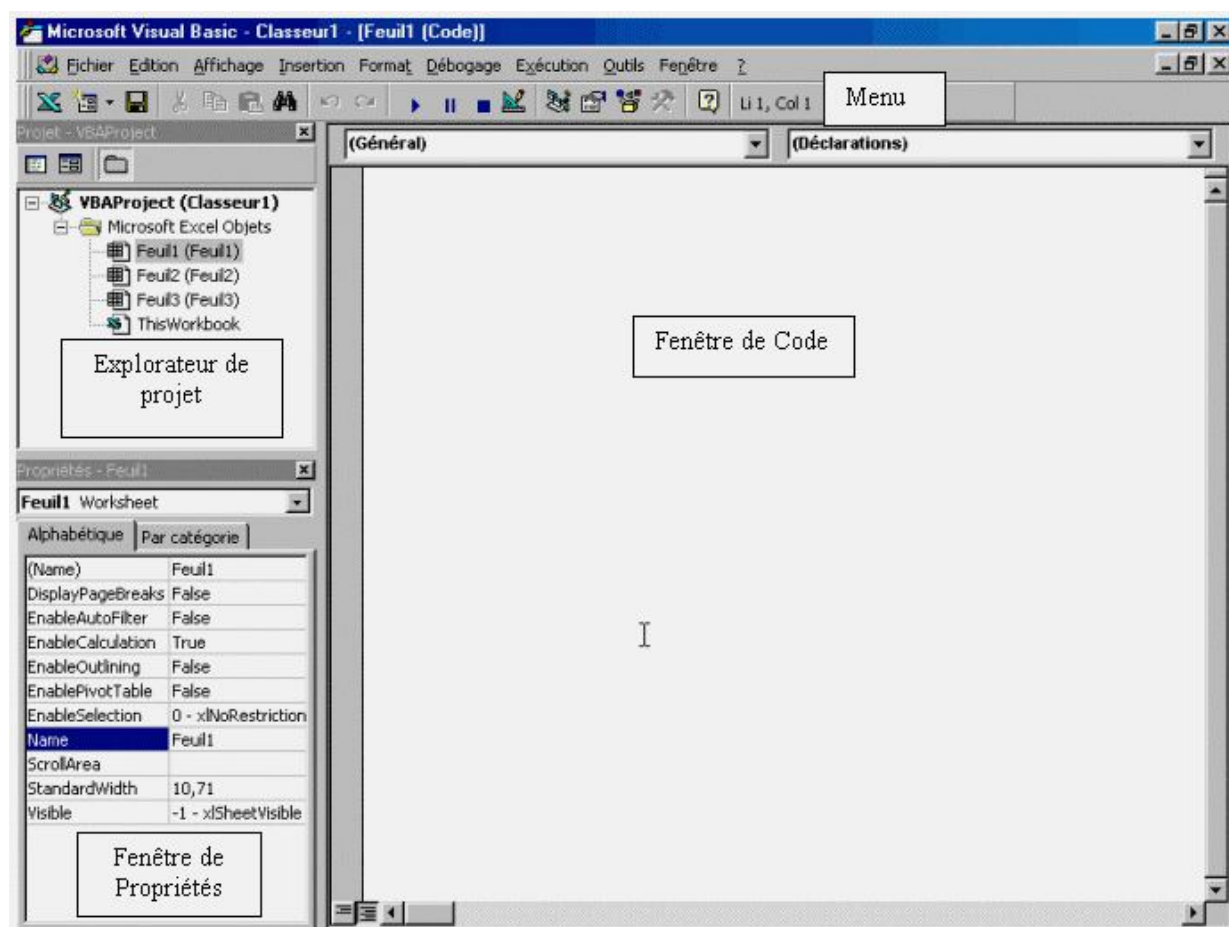 Microsoft Visual Basic - Classeur1 - [Feuil1 (Code)]
Fichier Edition Affichage Insertion Format Débogage Exécution Outils Fenêtre ?
Li 1, Col 1
Menu
Projet - VBAProject
(Général) (Déclarations)
VBAProject (Classeur1)
Microsoft Excel Objets
Feuil1 (Feuil1)
Feuil2 (Feuil2)
Feuil3 (Feuil3)
ThisWorkbook
Explorateur de
projet
Fenêtre de Code
Propriétés - Feuil1
Feuil1 Worksheet
Alphabétique Par catégorie
(Name) Feuil1
DisplayPageBreaks False
EnableAutoFilter False
EnableCalculation True
EnableOutlining False
EnablePivotTable False
EnableSelection 0 - xlNoRestriction
Name Feuil1
ScrollArea
StandardWidth 10,71
Visible -1 - xlSheetVisible
Fenêtre de
Propriétés